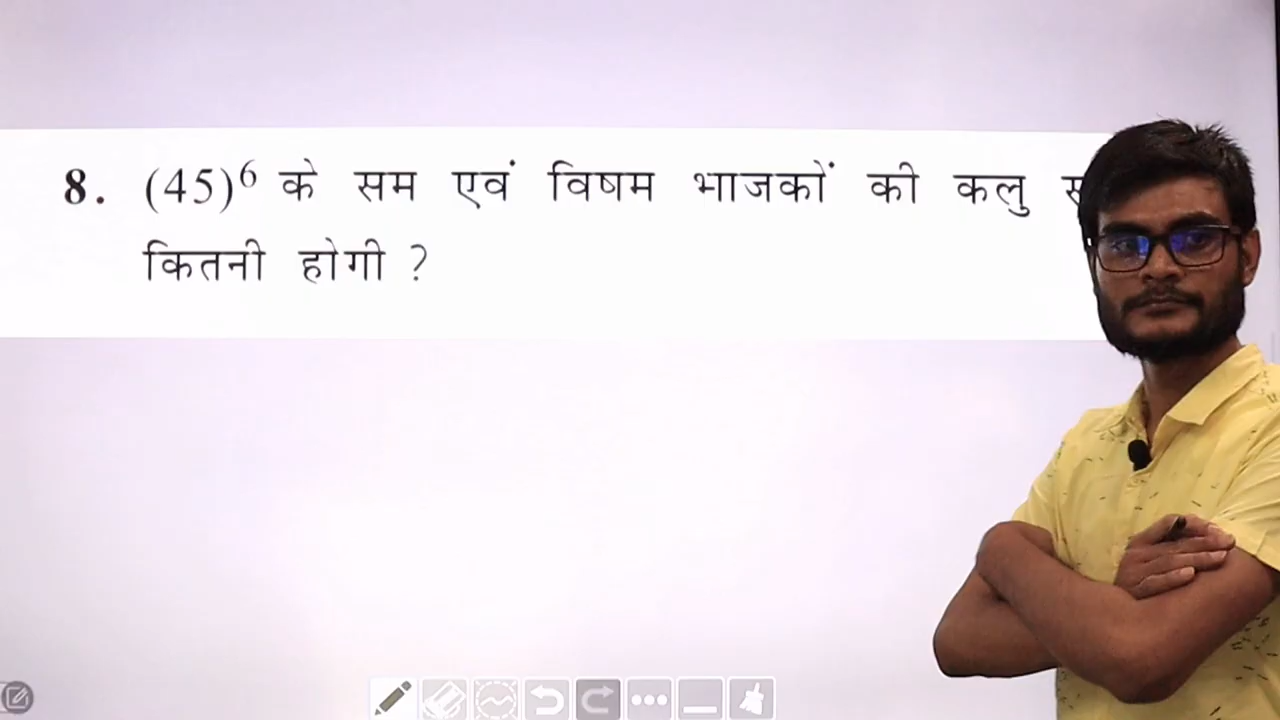 8. (45)⁶ के सम एवं विषम भाजकों की कलु
कितनी होगी ?